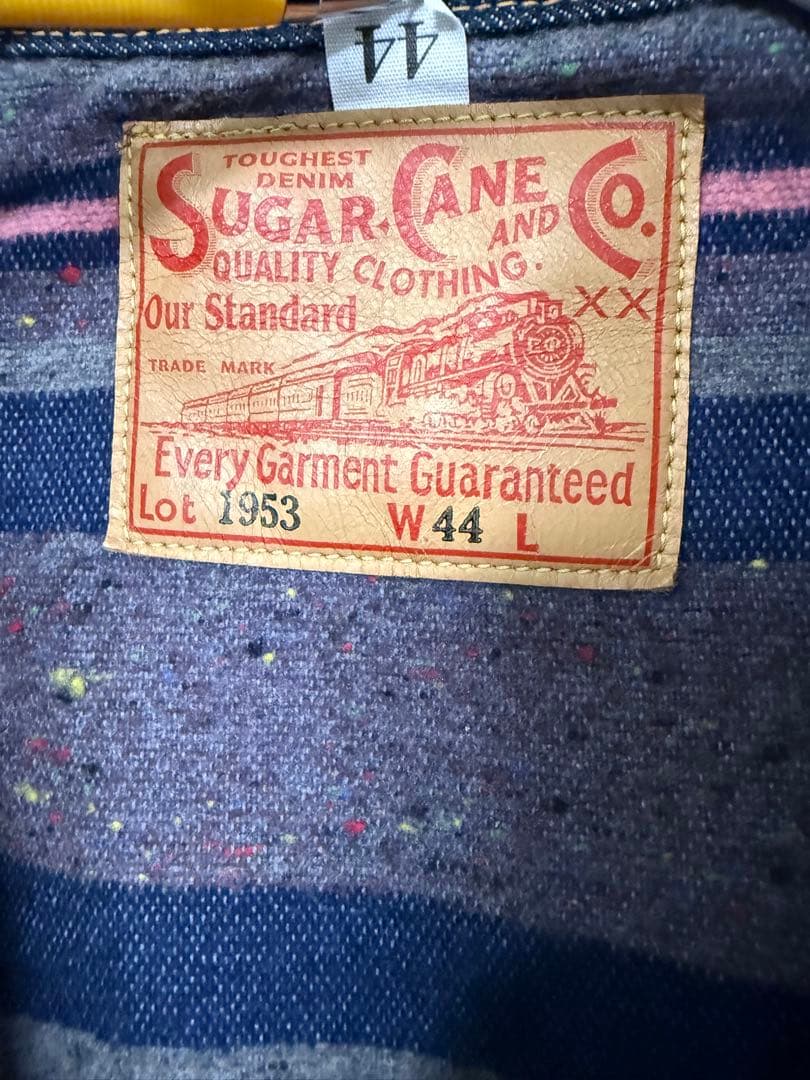 44
TOUGHEST
DENIM
SUGAR CANE AND CO.
QUALITY CLOTHING.
Our Standard
XX
TRADE MARK
Every Garment Guaranteed
Lot 1953 W.44 L